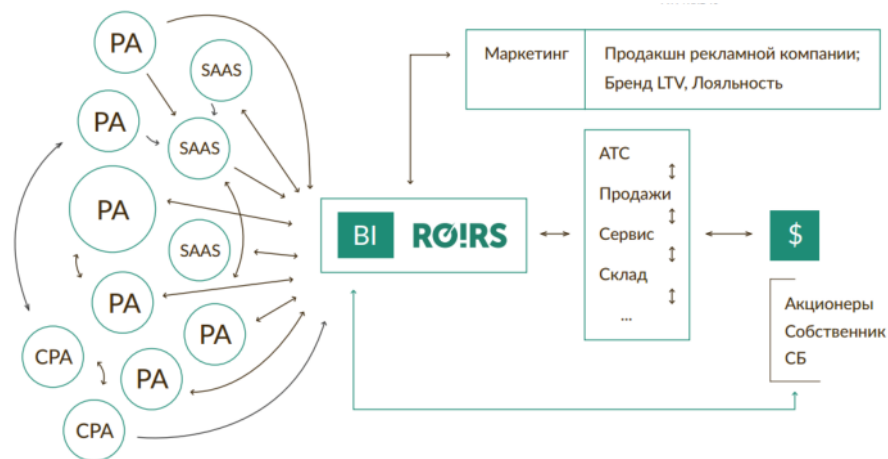 PA
SAAS
PA
SAAS
PA
SAAS
PA
PA
CPA
PA
CPA
BI RO!RS
Маркетинг
Продакшн рекламной компании;
Бренд LTV, Лояльность
АТС
Продажи
Сервис
Склад
...
$
Акционеры
Собственник
СБ